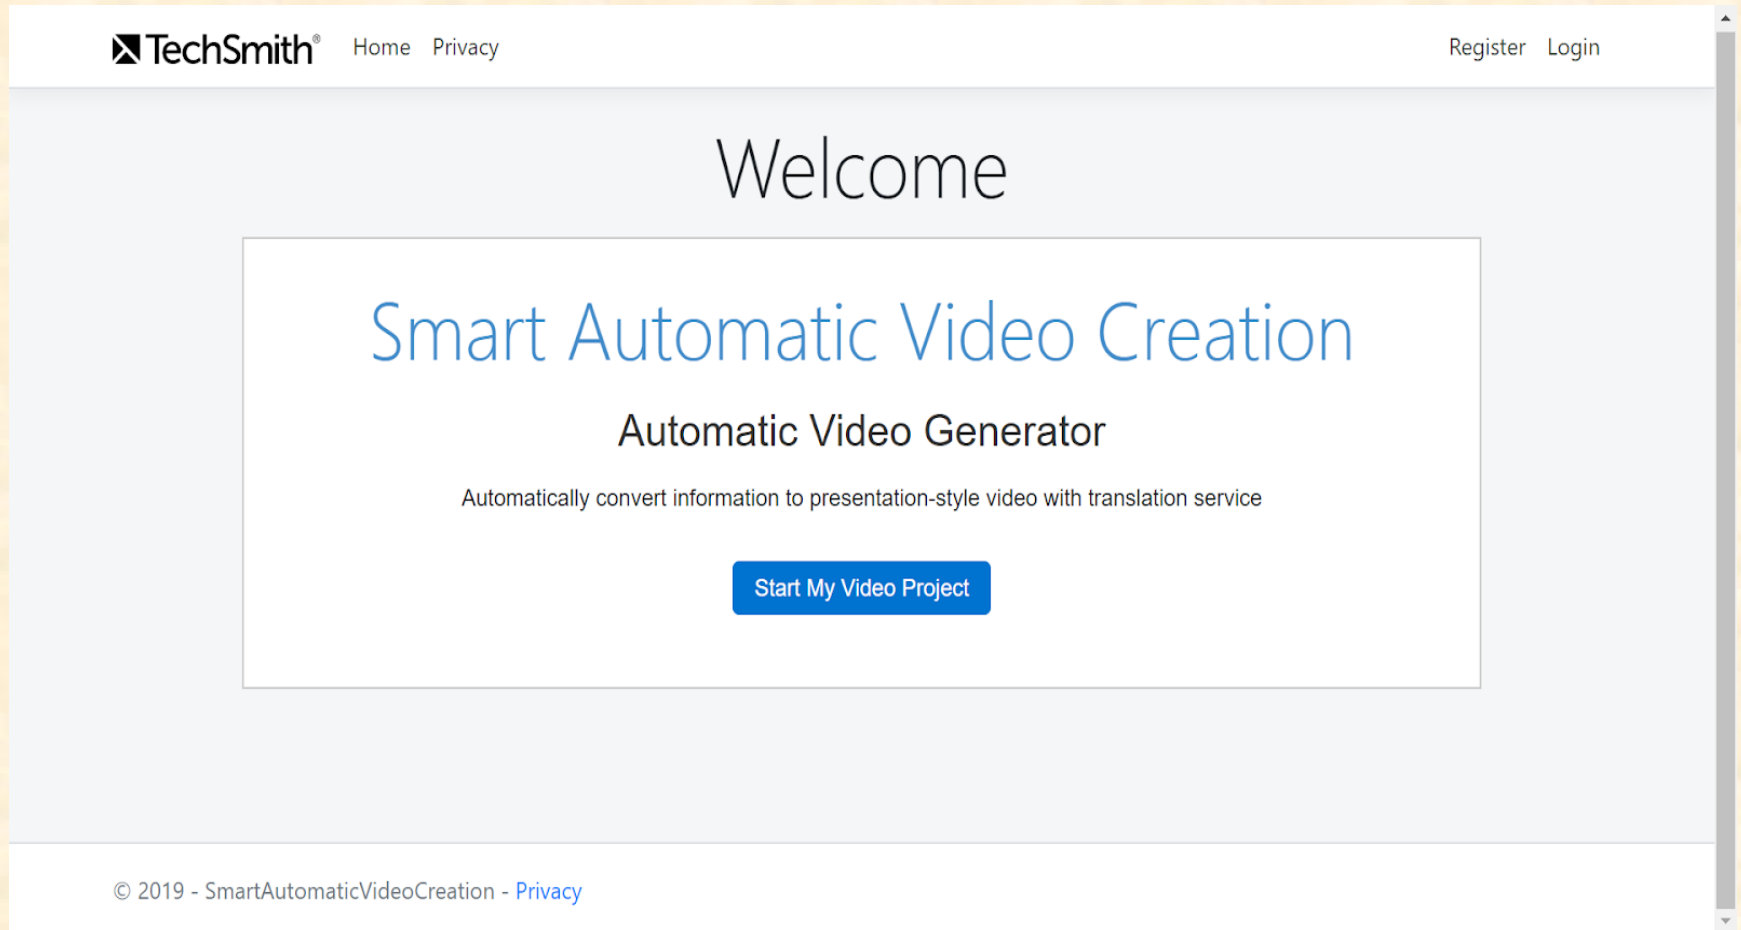 TechSmith® Home Privacy Register Login
Welcome
Smart Automatic Video Creation
Automatic Video Generator
Automatically convert information to presentation-style video with translation service
Start My Video Project
© 2019 - SmartAutomaticVideoCreation - Privacy